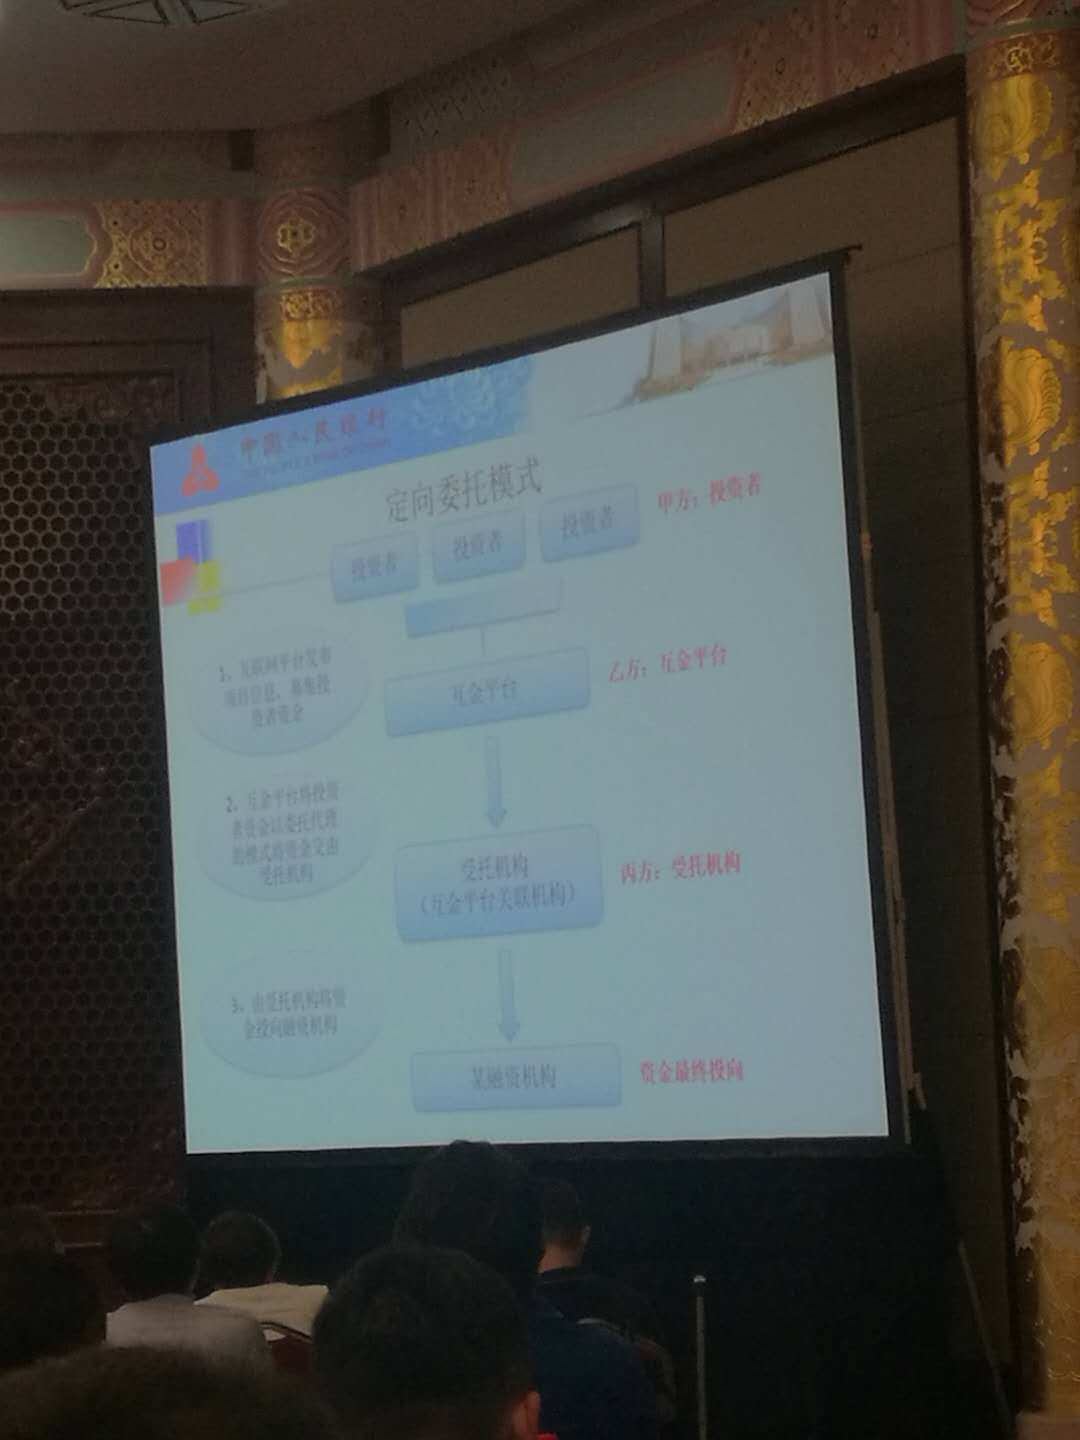 中国人民银行
THE PEOPLE'S BANK OF CHINA
定向委托模式
投资者
投资者
投资者
甲方：投资者
1、互联网平台发布
项目信息，募集投
资者资金
互金平台
乙方：互金平台
2、互金平台将投资
者资金以委托代理
的模式将资金交由
受托机构
受托机构
（互金平台关联机构）
丙方：受托机构
3、由受托机构将资
金投向融资机构
某融资机构
资金最终投向